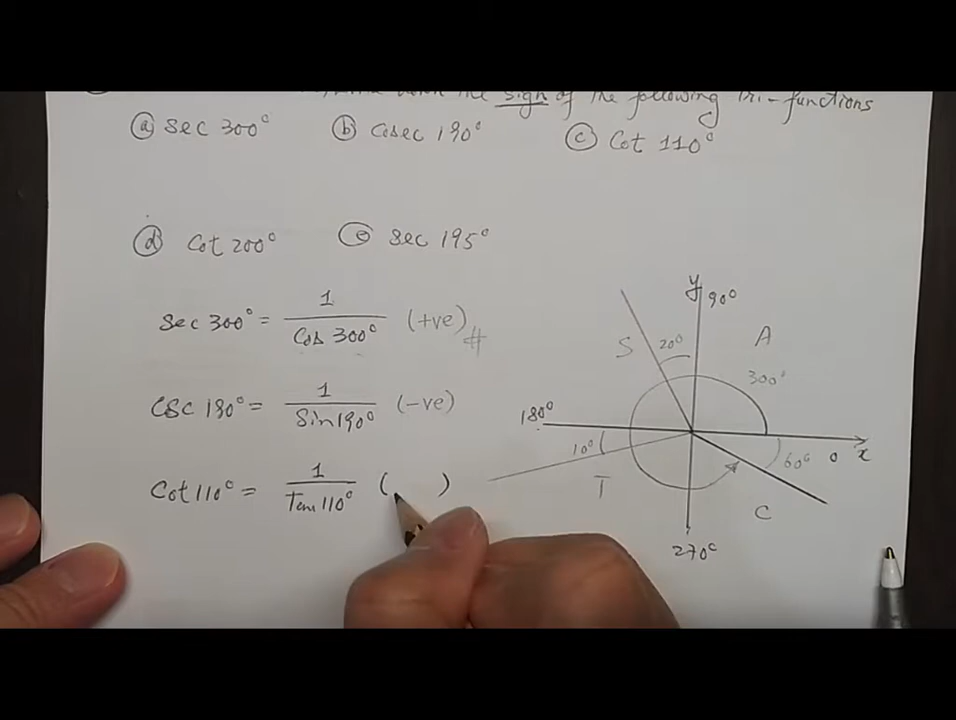 the sign of the following Tri-functions
ⓐ Sec 300° ⓑ Cosec 190° ⓒ Cot 110°
ⓓ Cot 200° ⓔ Sec 195°
Sec 300° = 1 / Cos 300° (+ve) #
CSC 190° = 1 / Sin 190° (-ve)
Cot 110° = 1 / Tan 110° ( )
y 90°
S 20° A
300°
180°
10° 60° 0 x
T C
270°